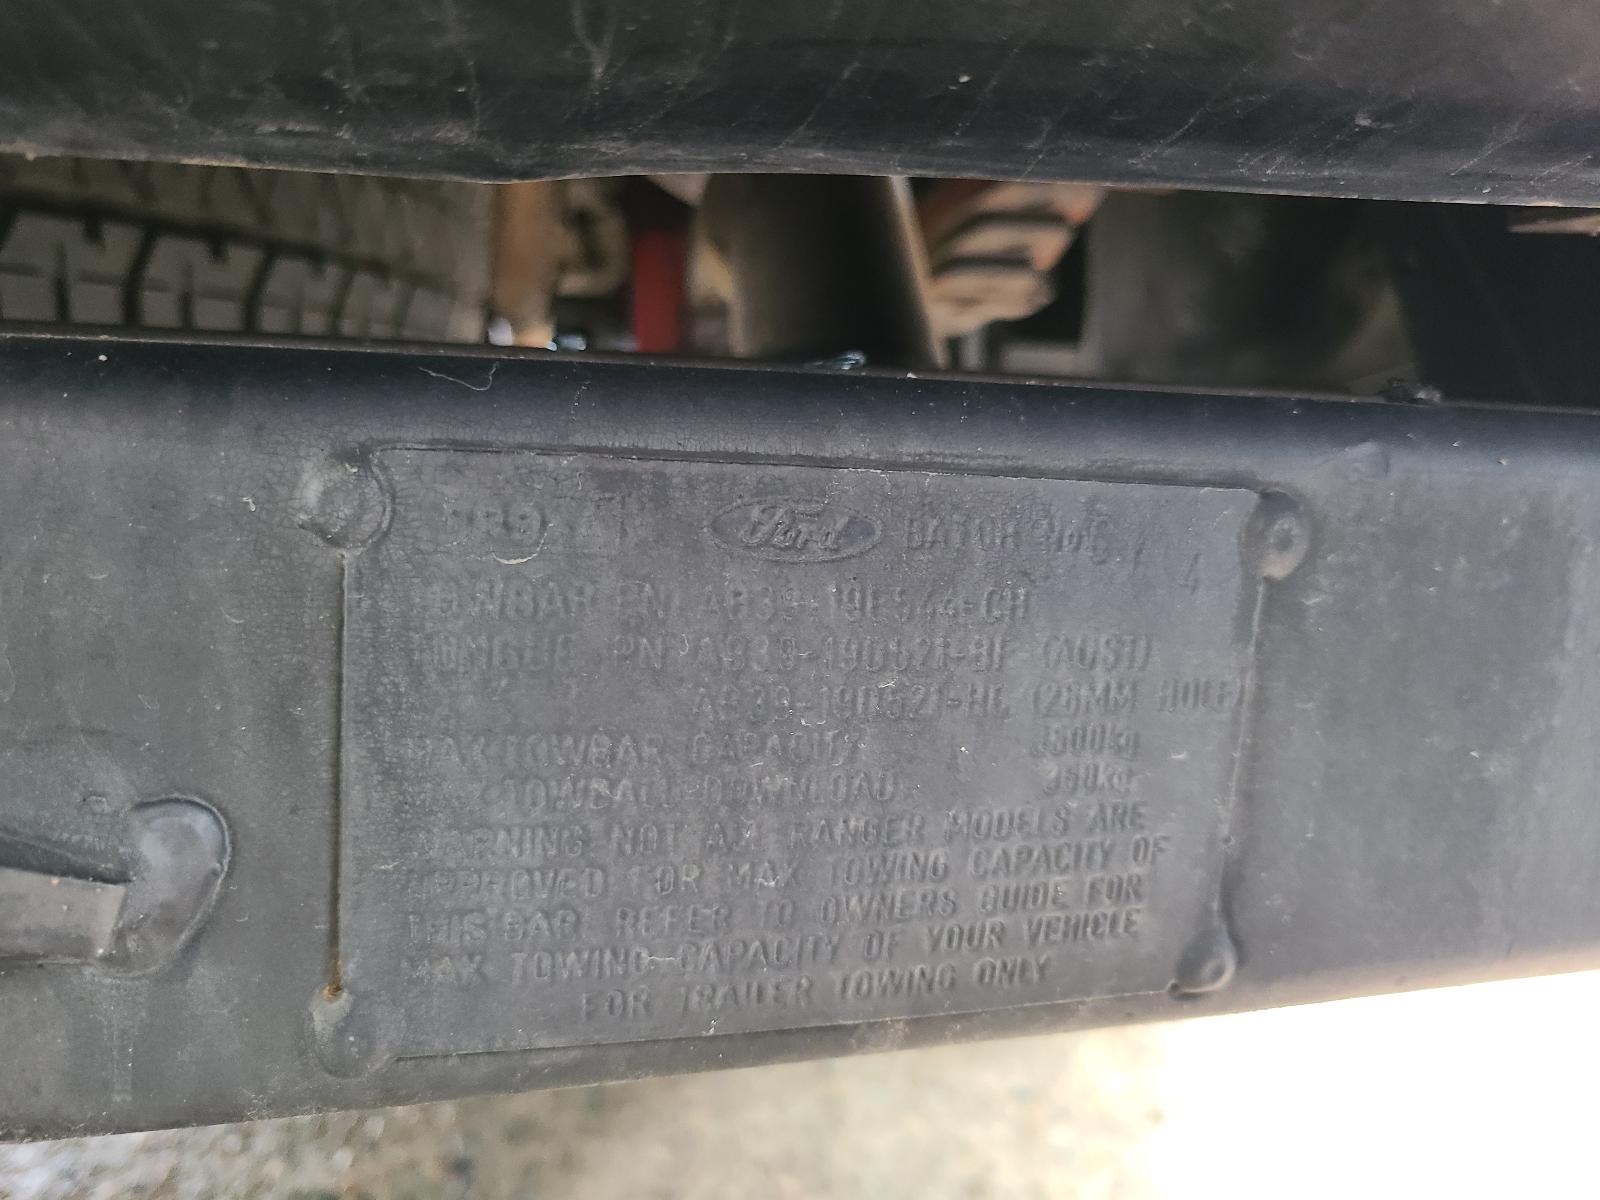 Ford BATCH No
TOWBAR PN AB39-19E544-CH
TONGUE PN AB39-19D521-BF (AUST)
AB39-19D521-HC (28MM HOLE)
MAX TOWBAR CAPACITY 3500kg
MAX TOWBALL DOWNLOAD 350kg
WARNING NOT ALL RANGER MODELS ARE
APPROVED FOR MAX TOWING CAPACITY OF
THIS BAR. REFER TO OWNERS GUIDE FOR
MAX TOWING CAPACITY OF YOUR VEHICLE
FOR TRAILER TOWING ONLY